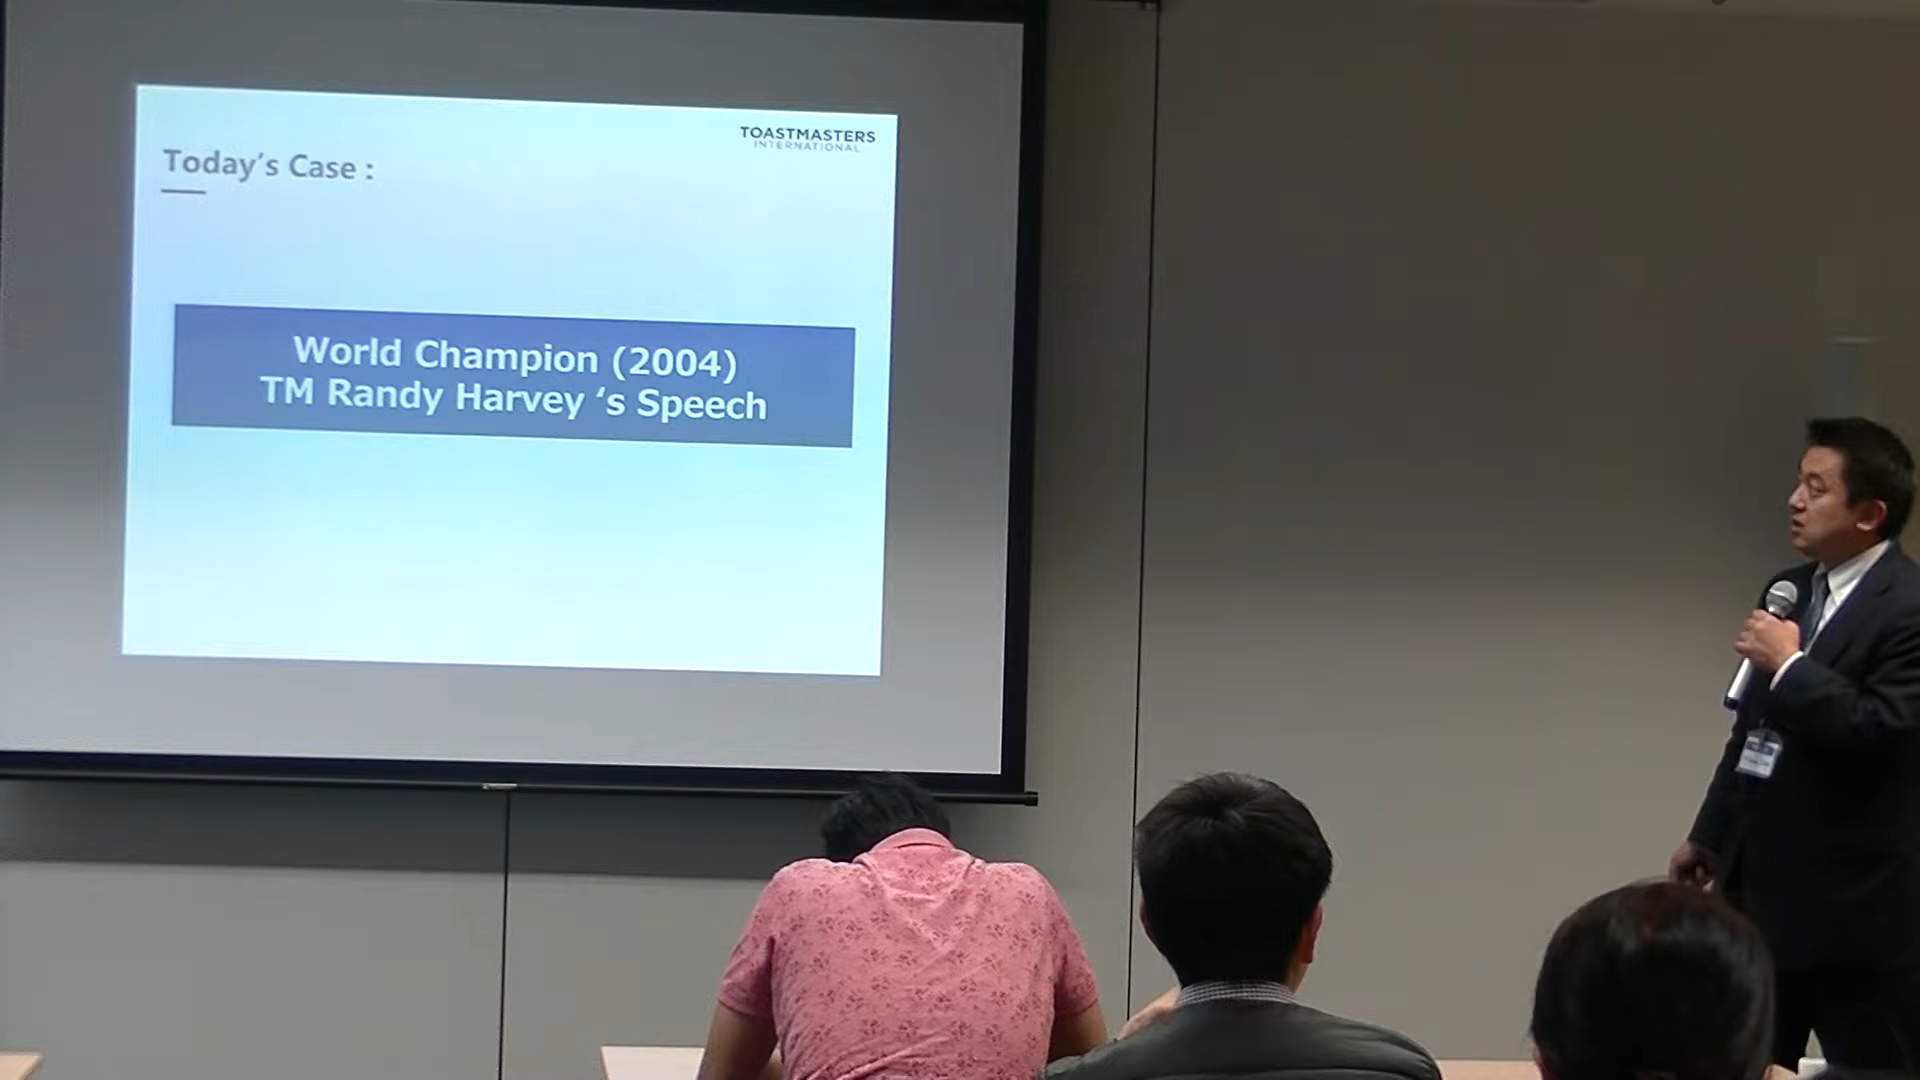 TOASTMASTERS
INTERNATIONAL
Today's Case :
World Champion (2004)
TM Randy Harvey ‘s Speech